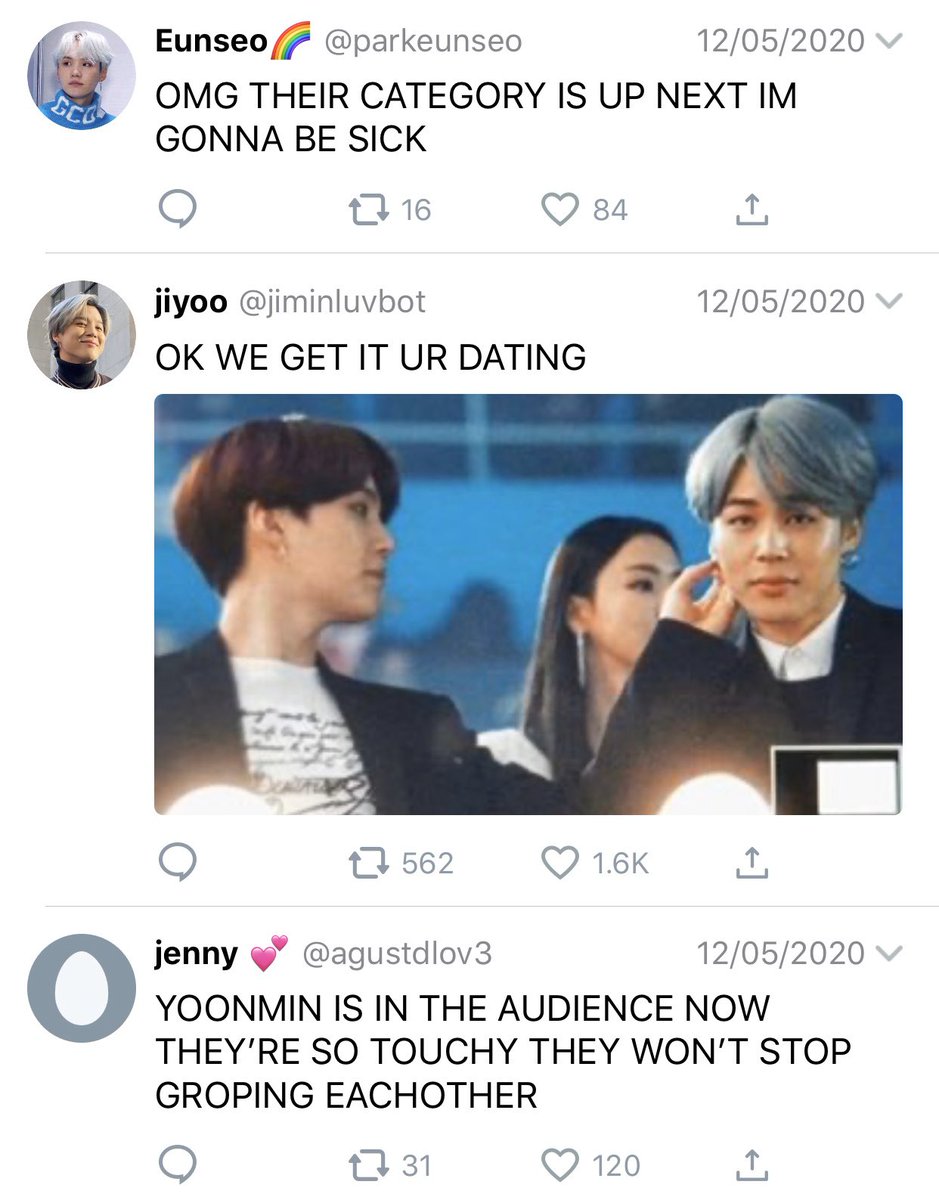 Eunseo🌈 @parkeunseo 12/05/2020
OMG THEIR CATEGORY IS UP NEXT IM
GONNA BE SICK
16 84
jiyoo @jiminluvbot 12/05/2020
OK WE GET IT UR DATING
562 1.6K
jenny 💕 @agustdlov3 12/05/2020
YOONMIN IS IN THE AUDIENCE NOW
THEY’RE SO TOUCHY THEY WON’T STOP
GROPING EACHOTHER
31 120